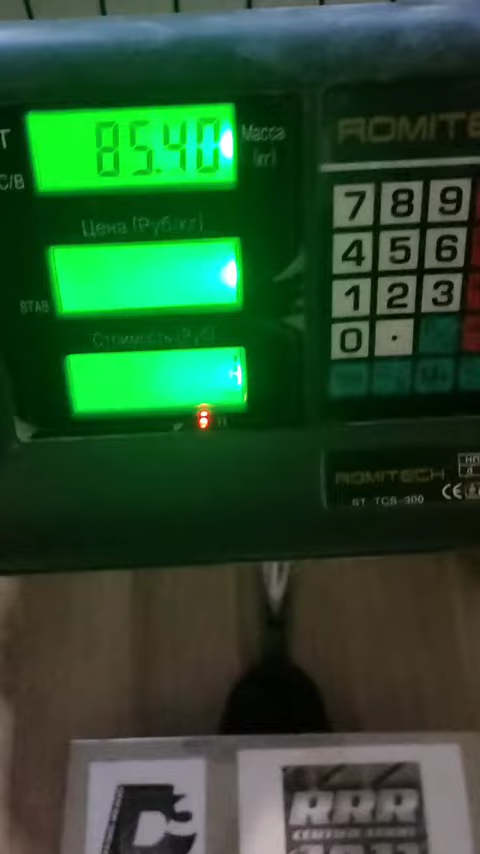 85.40
Масса
(кг)
Т
С/В
ROMITE
Цена (Руб/кг)
7 8 9
4 5 6
1 2 3
0 .
STAB
Стоимость (Руб)
ROMITECH
ST-TCS-300
CE
D3
RRR